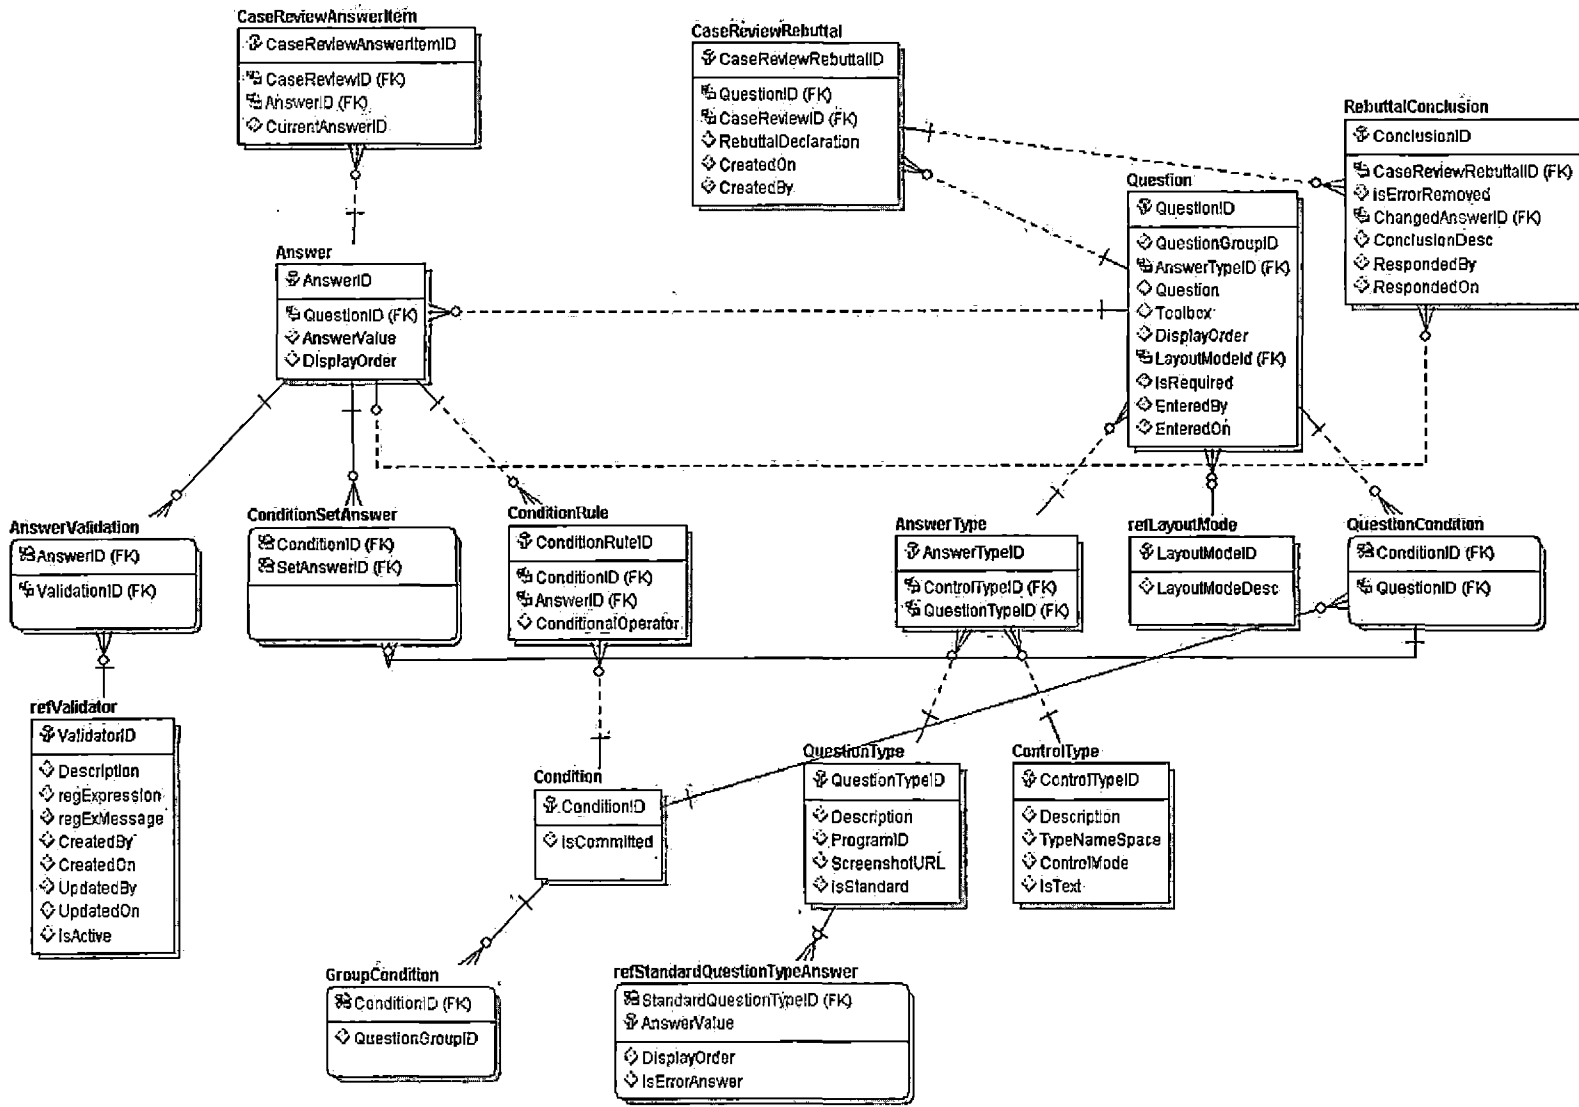 CaseReviewAnswerItem
CaseReviewAnswerItemID
CaseReviewID (FK)
AnswerID (FK)
CurrentAnswerID
CaseReviewRebuttal
CaseReviewRebuttalID
QuestionID (FK)
CaseReviewID (FK)
RebuttalDeclaration
CreatedOn
CreatedBy
RebuttalConclusion
ConclusionID
CaseReviewRebuttalID (FK)
IsErrorRemoved
ChangedAnswerID (FK)
ConclusionDesc
RespondedBy
RespondedOn
Question
QuestionID
QuestionGroupID
AnswerTypeID (FK)
Question
Toolbox
DisplayOrder
LayoutModeId (FK)
IsRequired
EnteredBy
EnteredOn
Answer
AnswerID
QuestionID (FK)
AnswerValue
DisplayOrder
AnswerValidation
AnswerID (FK)
ValidationID (FK)
ConditionSetAnswer
ConditionID (FK)
SetAnswerID (FK)
ConditionRule
ConditionRuleID
ConditionID (FK)
AnswerID (FK)
ConditionalOperator
AnswerType
AnswerTypeID
ControlTypeID (FK)
QuestionTypeID (FK)
refLayoutMode
LayoutModeID
LayoutModeDesc
QuestionCondition
ConditionID (FK)
QuestionID (FK)
refValidator
ValidatorID
Description
regExpression
regExMessage
CreatedBy
CreatedOn
UpdatedBy
UpdatedOn
IsActive
Condition
ConditionID
IsCommitted
QuestionType
QuestionTypeID
Description
ProgramID
ScreenshotURL
IsStandard
ControlType
ControlTypeID
Description
TypeNameSpace
ControlMode
IsText
GroupCondition
ConditionID (FK)
QuestionGroupID
refStandardQuestionTypeAnswer
StandardQuestionTypeID (FK)
AnswerValue
DisplayOrder
IsErrorAnswer